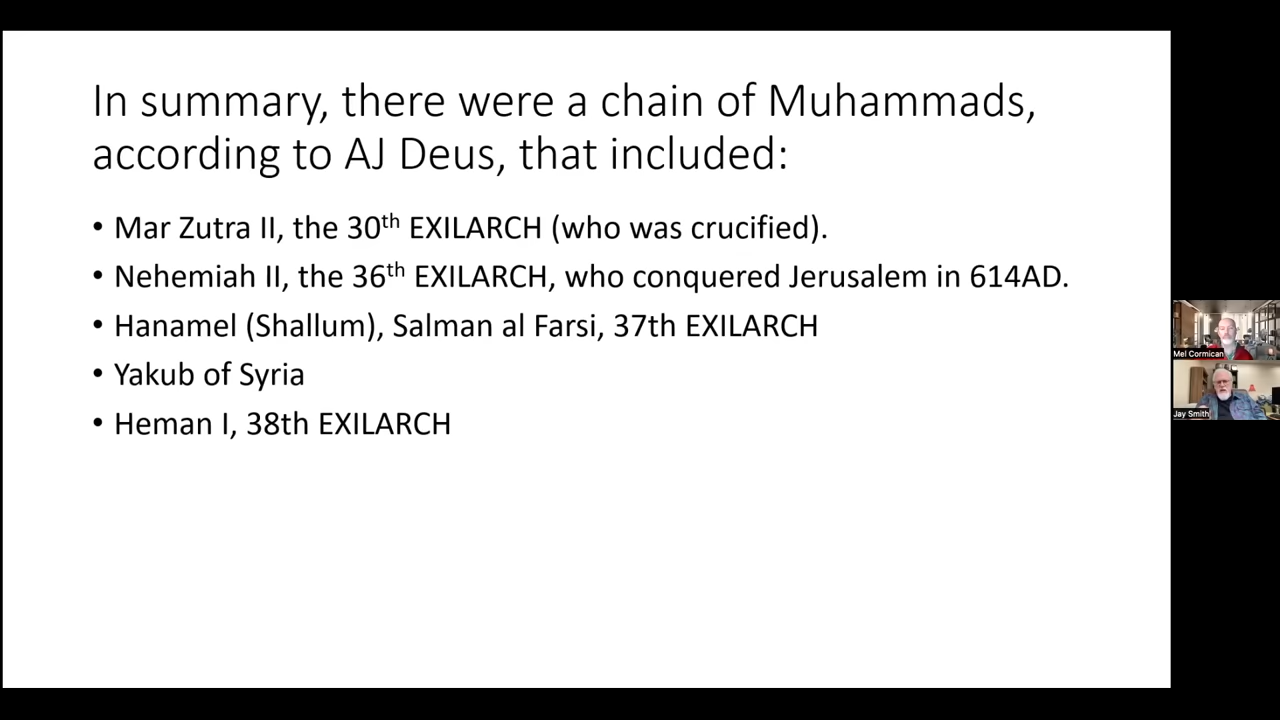 In summary, there were a chain of Muhammads,
according to AJ Deus, that included:
• Mar Zutra II, the 30th EXILARCH (who was crucified).
• Nehemiah II, the 36th EXILARCH, who conquered Jerusalem in 614AD.
• Hanamel (Shallum), Salman al Farsi, 37th EXILARCH
• Yakub of Syria
• Heman I, 38th EXILARCH
Mel Cormican
Jay Smith